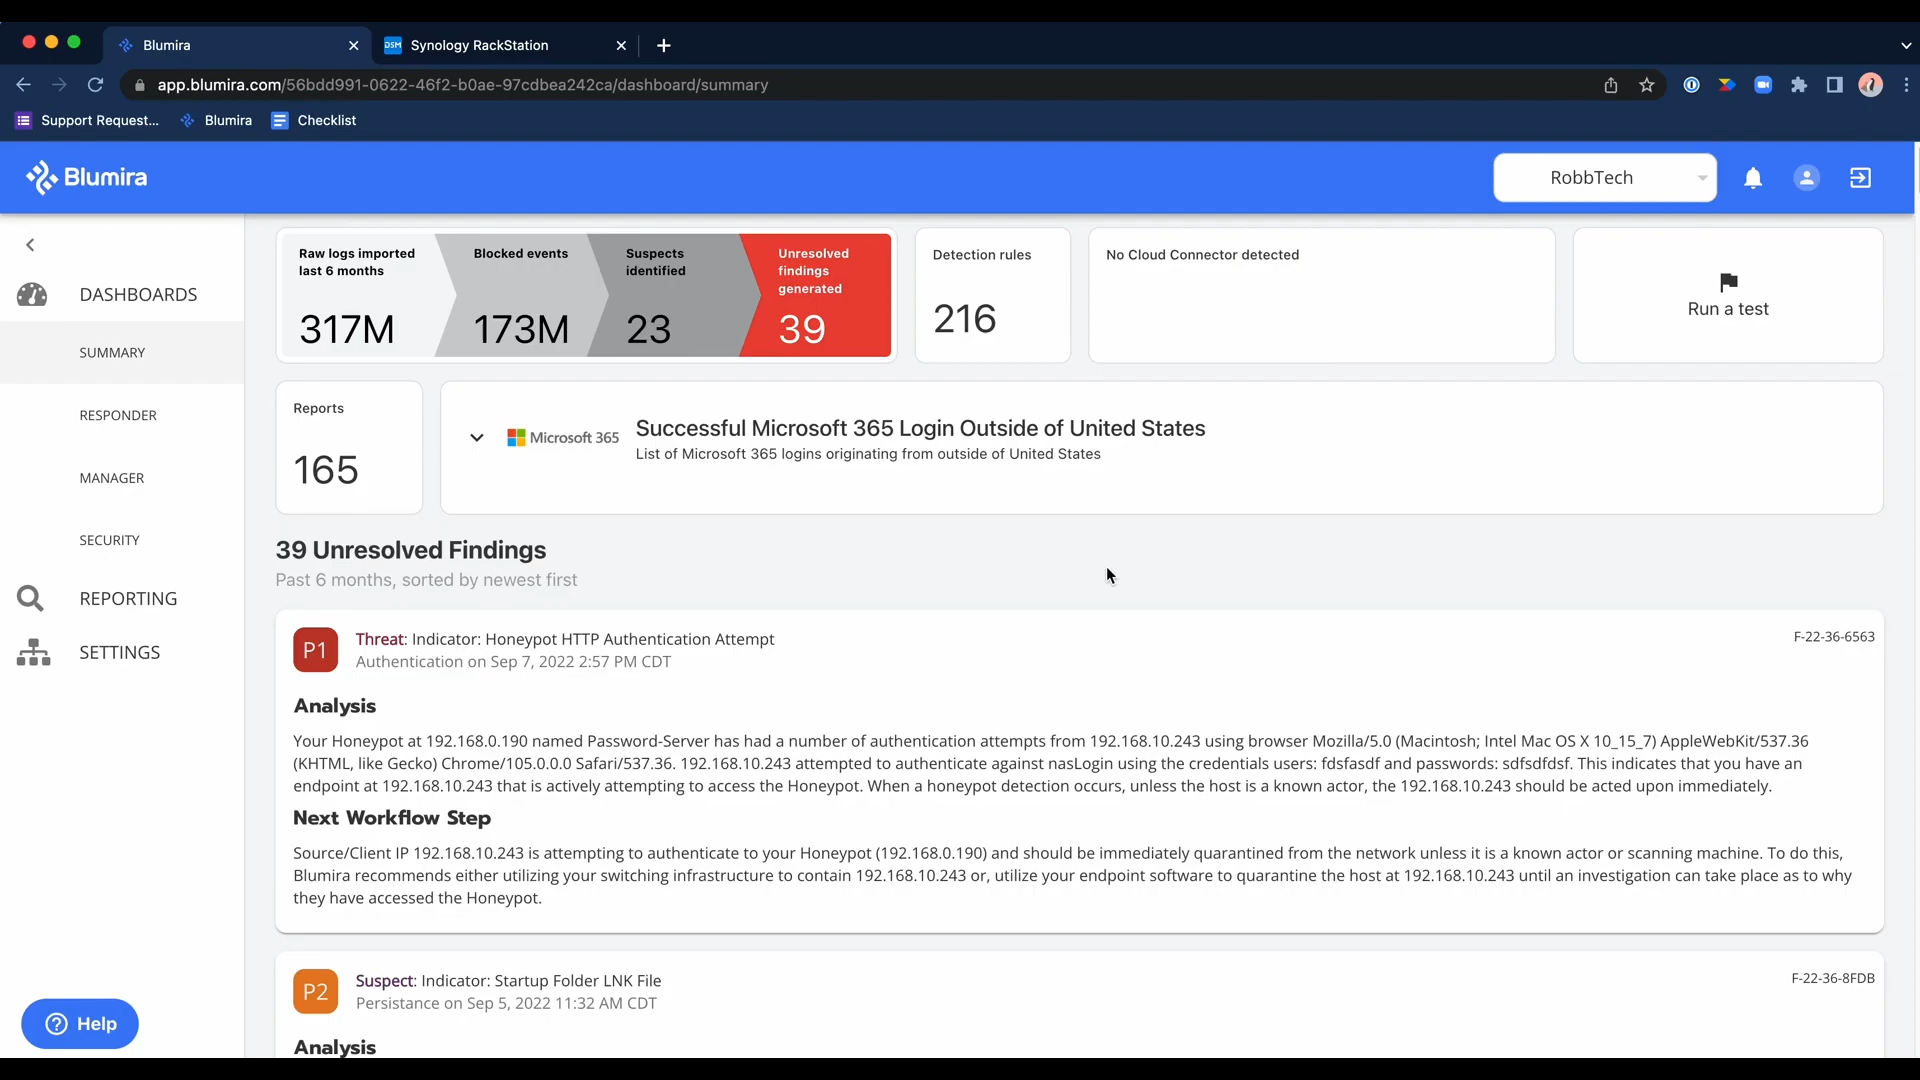 Blumira
DSM Synology RackStation
app.blumira.com/56bdd991-0622-46f2-b0ae-97cdbea242ca/dashboard/summary
Support Request...
Blumira
Checklist
Blumira
RobbTech
DASHBOARDS
SUMMARY
RESPONDER
MANAGER
SECURITY
REPORTING
SETTINGS
Help
Raw logs imported
last 6 months
317M
Blocked events
173M
Suspects
identified
23
Unresolved
findings
generated
39
Detection rules
216
No Cloud Connector detected
Run a test
Reports
165
Microsoft 365
Successful Microsoft 365 Login Outside of United States
List of Microsoft 365 logins originating from outside of United States
39 Unresolved Findings
Past 6 months, sorted by newest first
P1
Threat: Indicator: Honeypot HTTP Authentication Attempt
F-22-36-6563
Authentication on Sep 7, 2022 2:57 PM CDT
Analysis
Your Honeypot at 192.168.0.190 named Password-Server has had a number of authentication attempts from 192.168.10.243 using browser Mozilla/5.0 (Macintosh; Intel Mac OS X 10_15_7) AppleWebKit/537.36
(KHTML, like Gecko) Chrome/105.0.0.0 Safari/537.36. 192.168.10.243 attempted to authenticate against nasLogin using the credentials users: fdsfasdf and passwords: sdfsdfdsf. This indicates that you have an
endpoint at 192.168.10.243 that is actively attempting to access the Honeypot. When a honeypot detection occurs, unless the host is a known actor, the 192.168.10.243 should be acted upon immediately.
Next Workflow Step
Source/Client IP 192.168.10.243 is attempting to authenticate to your Honeypot (192.168.0.190) and should be immediately quarantined from the network unless it is a known actor or scanning machine. To do this,
Blumira recommends either utilizing your switching infrastructure to contain 192.168.10.243 or, utilize your endpoint software to quarantine the host at 192.168.10.243 until an investigation can take place as to why
they have accessed the Honeypot.
P2
Suspect: Indicator: Startup Folder LNK File
F-22-36-8FDB
Persistance on Sep 5, 2022 11:32 AM CDT
Analysis